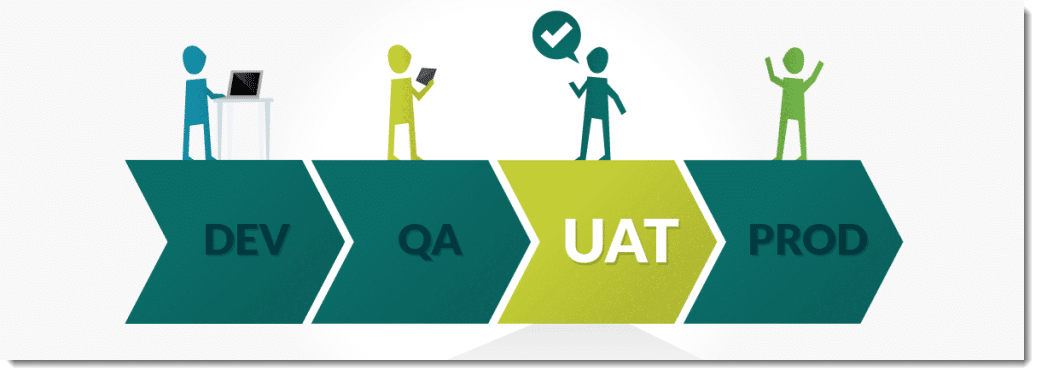 DEV QA UAT PROD